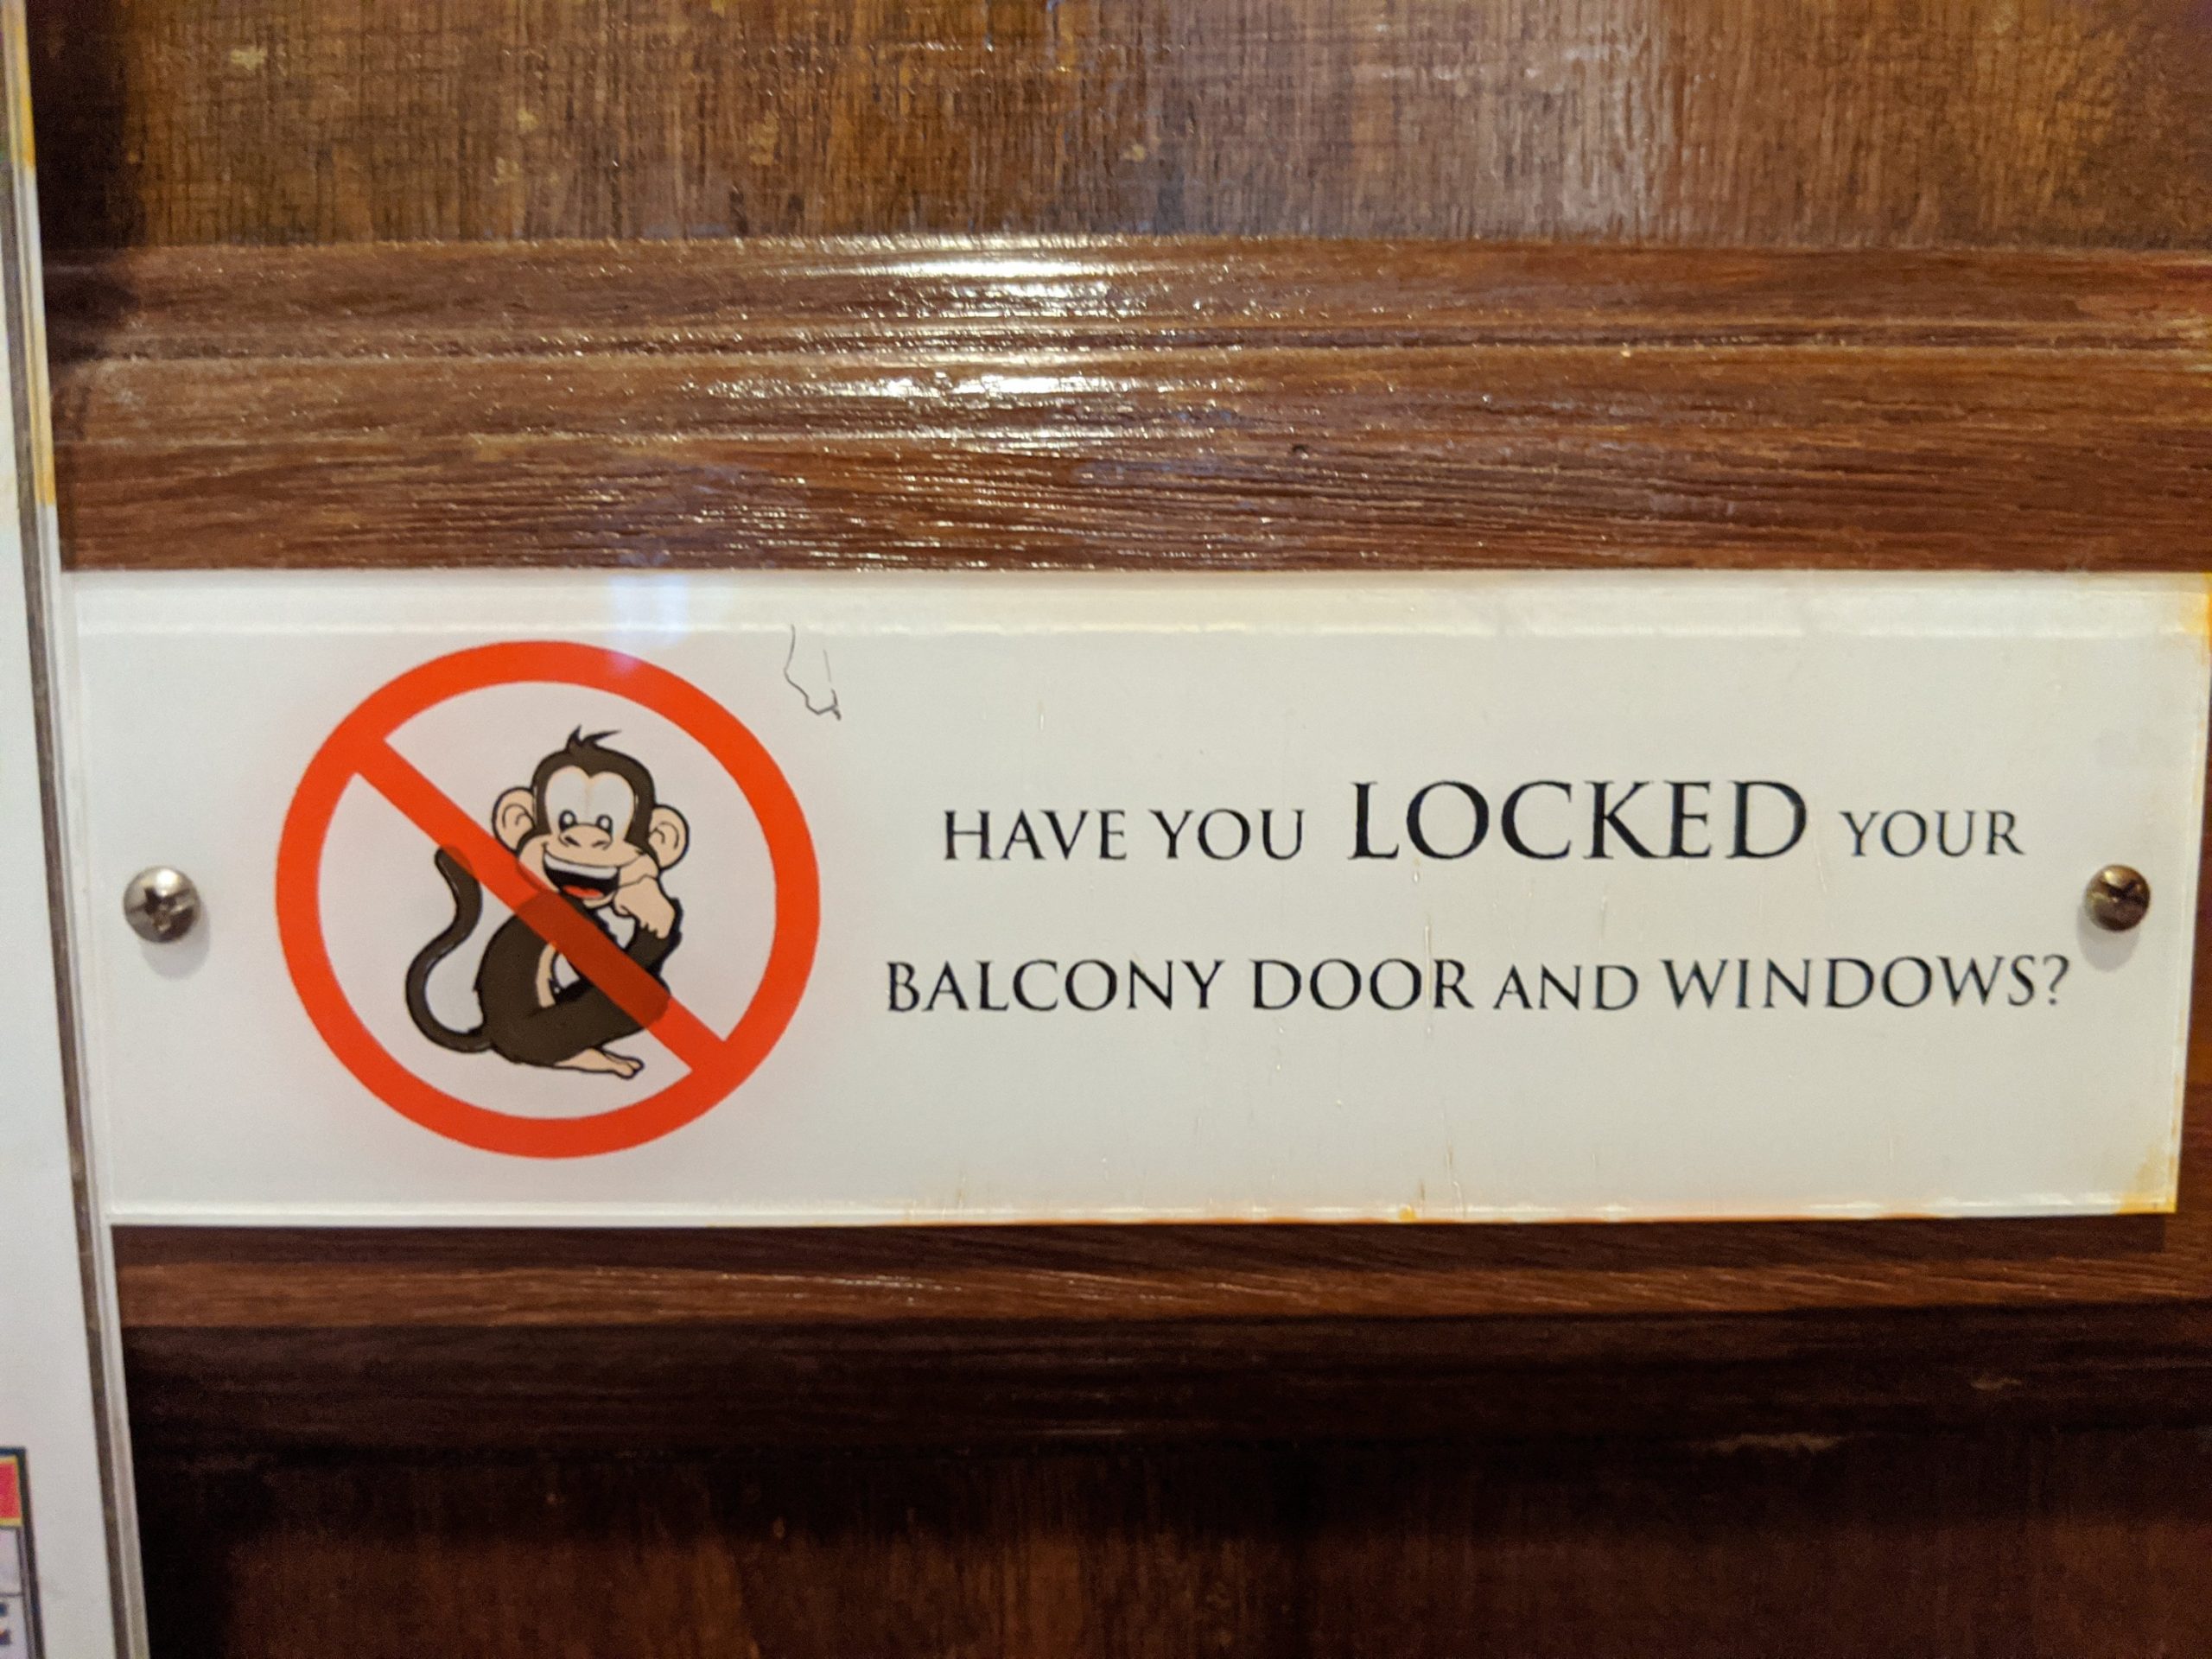 HAVE YOU LOCKED YOUR
BALCONY DOOR AND WINDOWS?